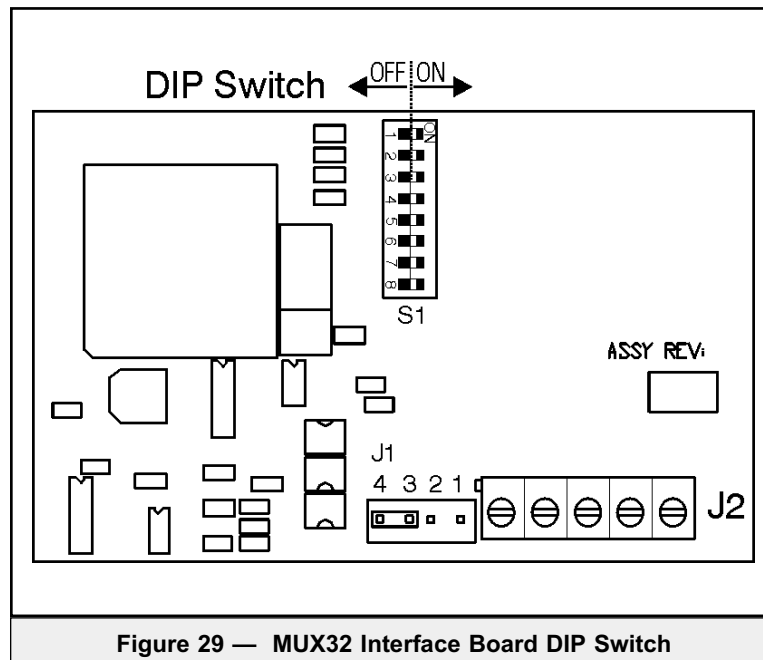 DIP Switch
OFF ON
ON
1
2
3
4
5
6
7
8
S1
ASSY REV:
J1
4 3 2 1
J2
Figure 29 — MUX32 Interface Board DIP Switch